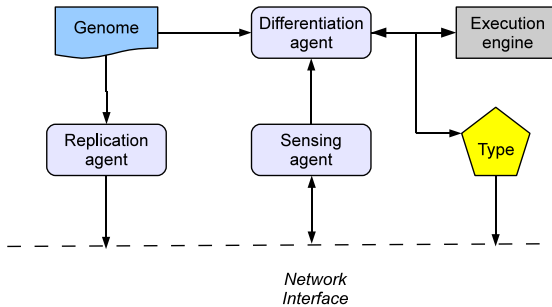 Genome
Differentiation
agent
Execution
engine
Replication
agent
Sensing
agent
Type
Network
Interface